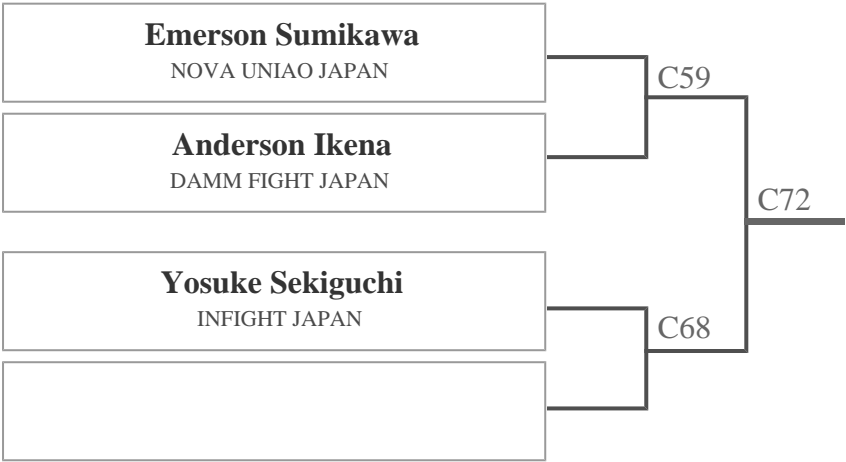 Emerson Sumikawa
NOVA UNIAO JAPAN
C59
Anderson Ikena
DAMM FIGHT JAPAN
C72
Yosuke Sekiguchi
INFIGHT JAPAN
C68